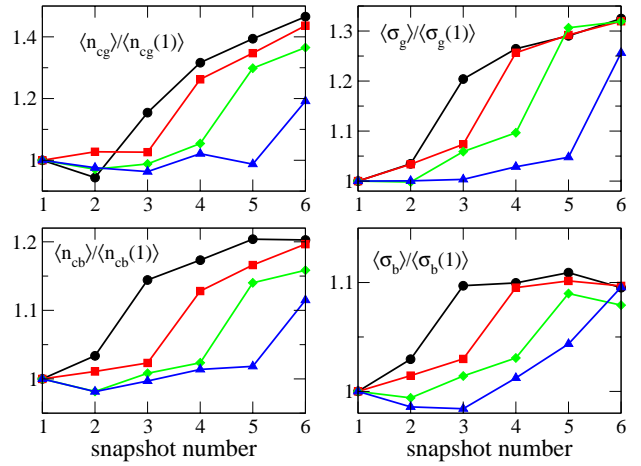 ⟨n_cg⟩/⟨n_cg(1)⟩
1
1.2
1.4
1 2 3 4 5 6
⟨σ_g⟩/⟨σ_g(1)⟩
1
1.1
1.2
1.3
1 2 3 4 5 6
⟨n_cb⟩/⟨n_cb(1)⟩
1
1.1
1.2
1 2 3 4 5 6
snapshot number
⟨σ_b⟩/⟨σ_b(1)⟩
1
1.1
1 2 3 4 5 6
snapshot number